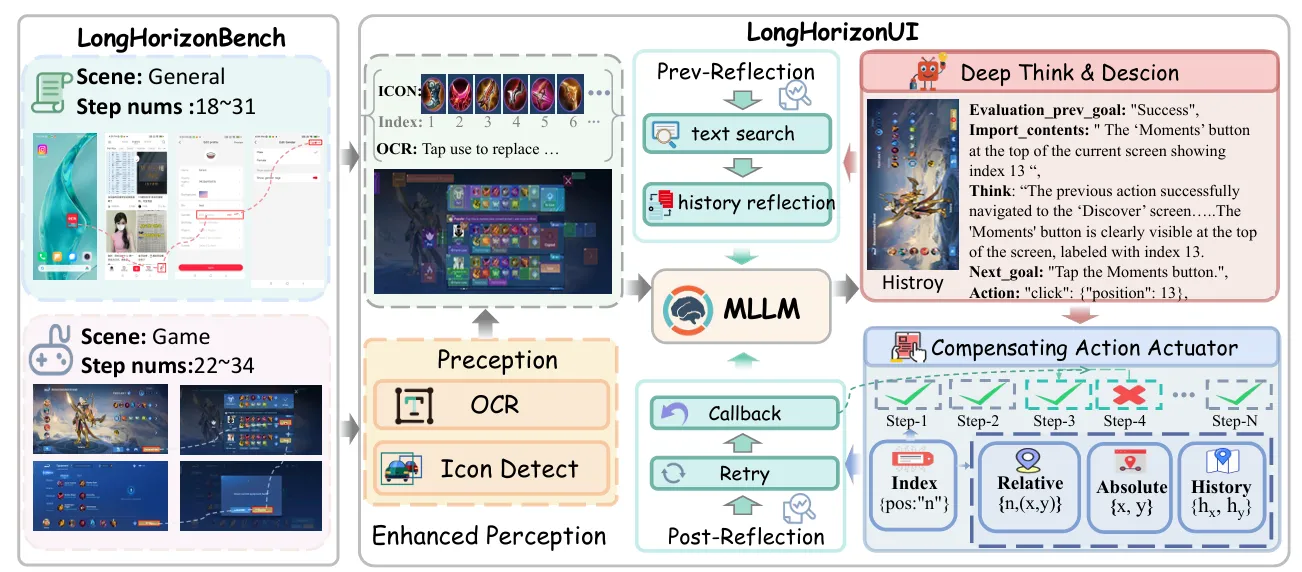 LongHorizonBench
Scene: General
Step nums :18~31
Scene: Game
Step nums:22~34
LongHorizonUI
ICON:
Index: 1 2 3 4 5 6 ...
OCR: Tap use to replace …
Preception
OCR
Icon Detect
Enhanced Perception
Prev-Reflection
text search
history reflection
MLLM
Callback
Retry
Post-Reflection
Deep Think & Descion
Histroy
Evaluation_prev_goal: "Success",
Import_contents: " The ‘Moments’ button
at the top of the current screen showing
index 13 “,
Think: “The previous action successfully
navigated to the ‘Discover’ screen…..The
'Moments' button is clearly visible at the top
of the screen, labeled with index 13.
Next_goal: "Tap the Moments button.",
Action: "click": {"position": 13},
Compensating Action Actuator
Step-1 Step-2 Step-3 Step-4 Step-N
Index
{pos:"n"}
Relative
{n,(x,y)}
Absolute
{x, y}
History
{hx, hy}